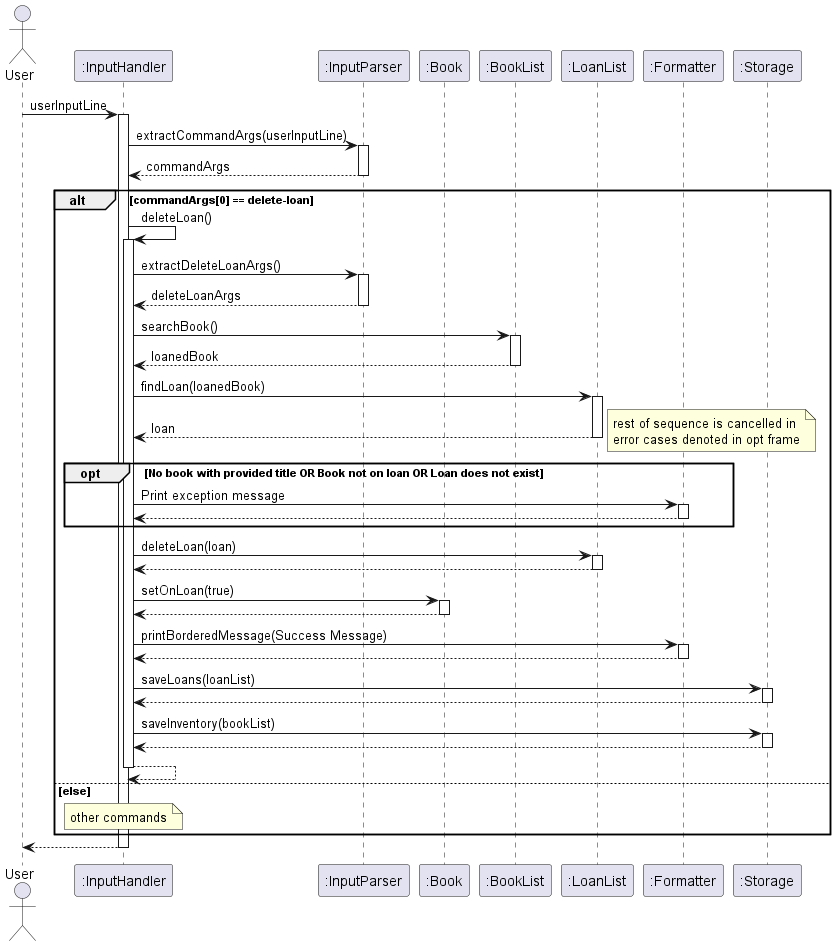 User
:InputHandler
:InputParser
:Book
:BookList
:LoanList
:Formatter
:Storage
userInputLine
extractCommandArgs(userInputLine)
commandArgs
alt
[commandArgs[0] == delete-loan]
deleteLoan()
extractDeleteLoanArgs()
deleteLoanArgs
searchBook()
loanedBook
findLoan(loanedBook)
rest of sequence is cancelled in
error cases denoted in opt frame
loan
opt
[No book with provided title OR Book not on loan OR Loan does not exist]
Print exception message
deleteLoan(loan)
setOnLoan(true)
printBorderedMessage(Success Message)
saveLoans(loanList)
saveInventory(bookList)
[else]
other commands
User
:InputHandler
:InputParser
:Book
:BookList
:LoanList
:Formatter
:Storage